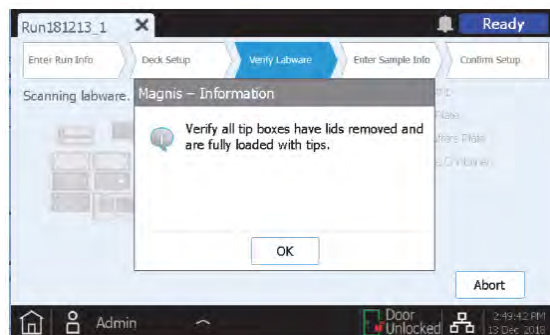 Run181213_1
Ready
Enter Run Info
Deck Setup
Verify Labware
Enter Sample Info
Confirm Setup
Scanning labware.
Magnis – Information
Verify all tip boxes have lids removed and
are fully loaded with tips.
OK
Abort
Admin
Door
Unlocked
2:49:42 PM
13 Dec 2018